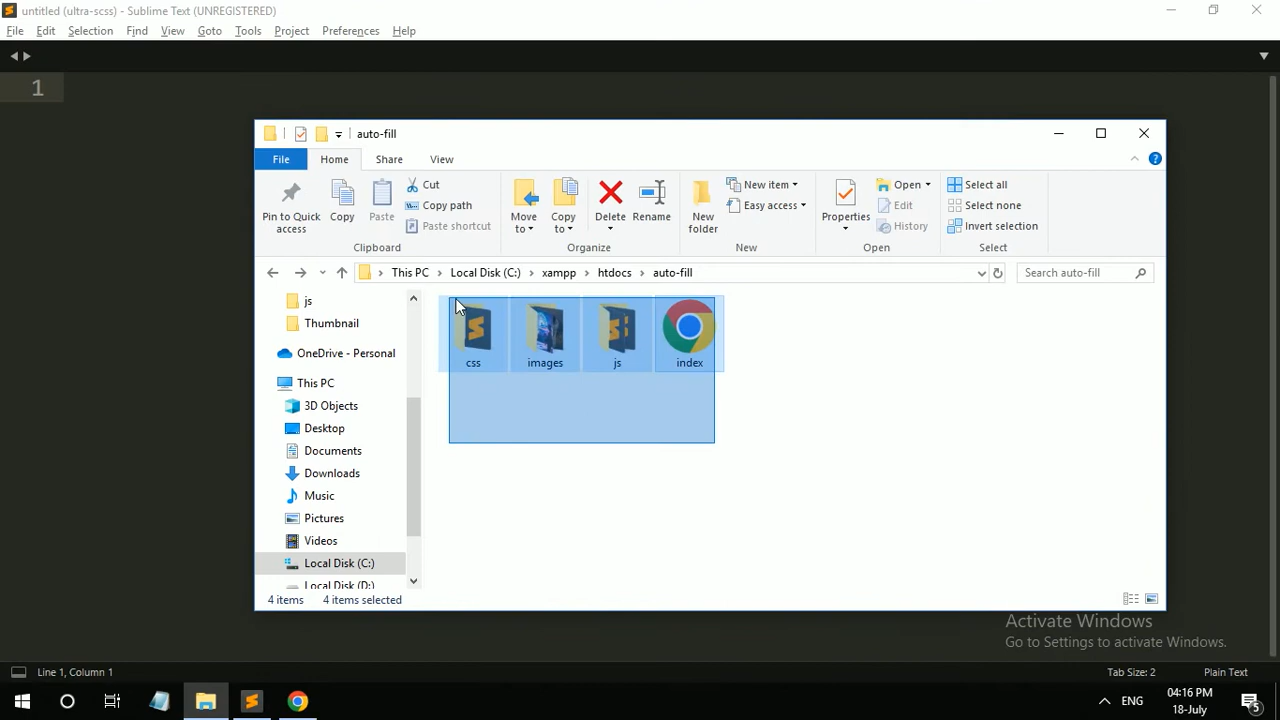 untitled (ultra-scss) - Sublime Text (UNREGISTERED)
File Edit Selection Find View Goto Tools Project Preferences Help
1
auto-fill
File Home Share View
Pin to Quick access
Copy
Paste
Cut
Copy path
Paste shortcut
Clipboard
Move to
Copy to
Delete
Rename
Organize
New folder
New item
Easy access
New
Properties
Open
Edit
History
Open
Select all
Select none
Invert selection
Select
This PC Local Disk (C:) xampp htdocs auto-fill
Search auto-fill
js
Thumbnail
OneDrive - Personal
This PC
3D Objects
Desktop
Documents
Downloads
Music
Pictures
Videos
Local Disk (C:)
Local Disk (D:)
css images js index
4 items 4 items selected
Activate Windows
Go to Settings to activate Windows.
Line 1, Column 1 Tab Size: 2 Plain Text
ENG
04:16 PM
18-July
5